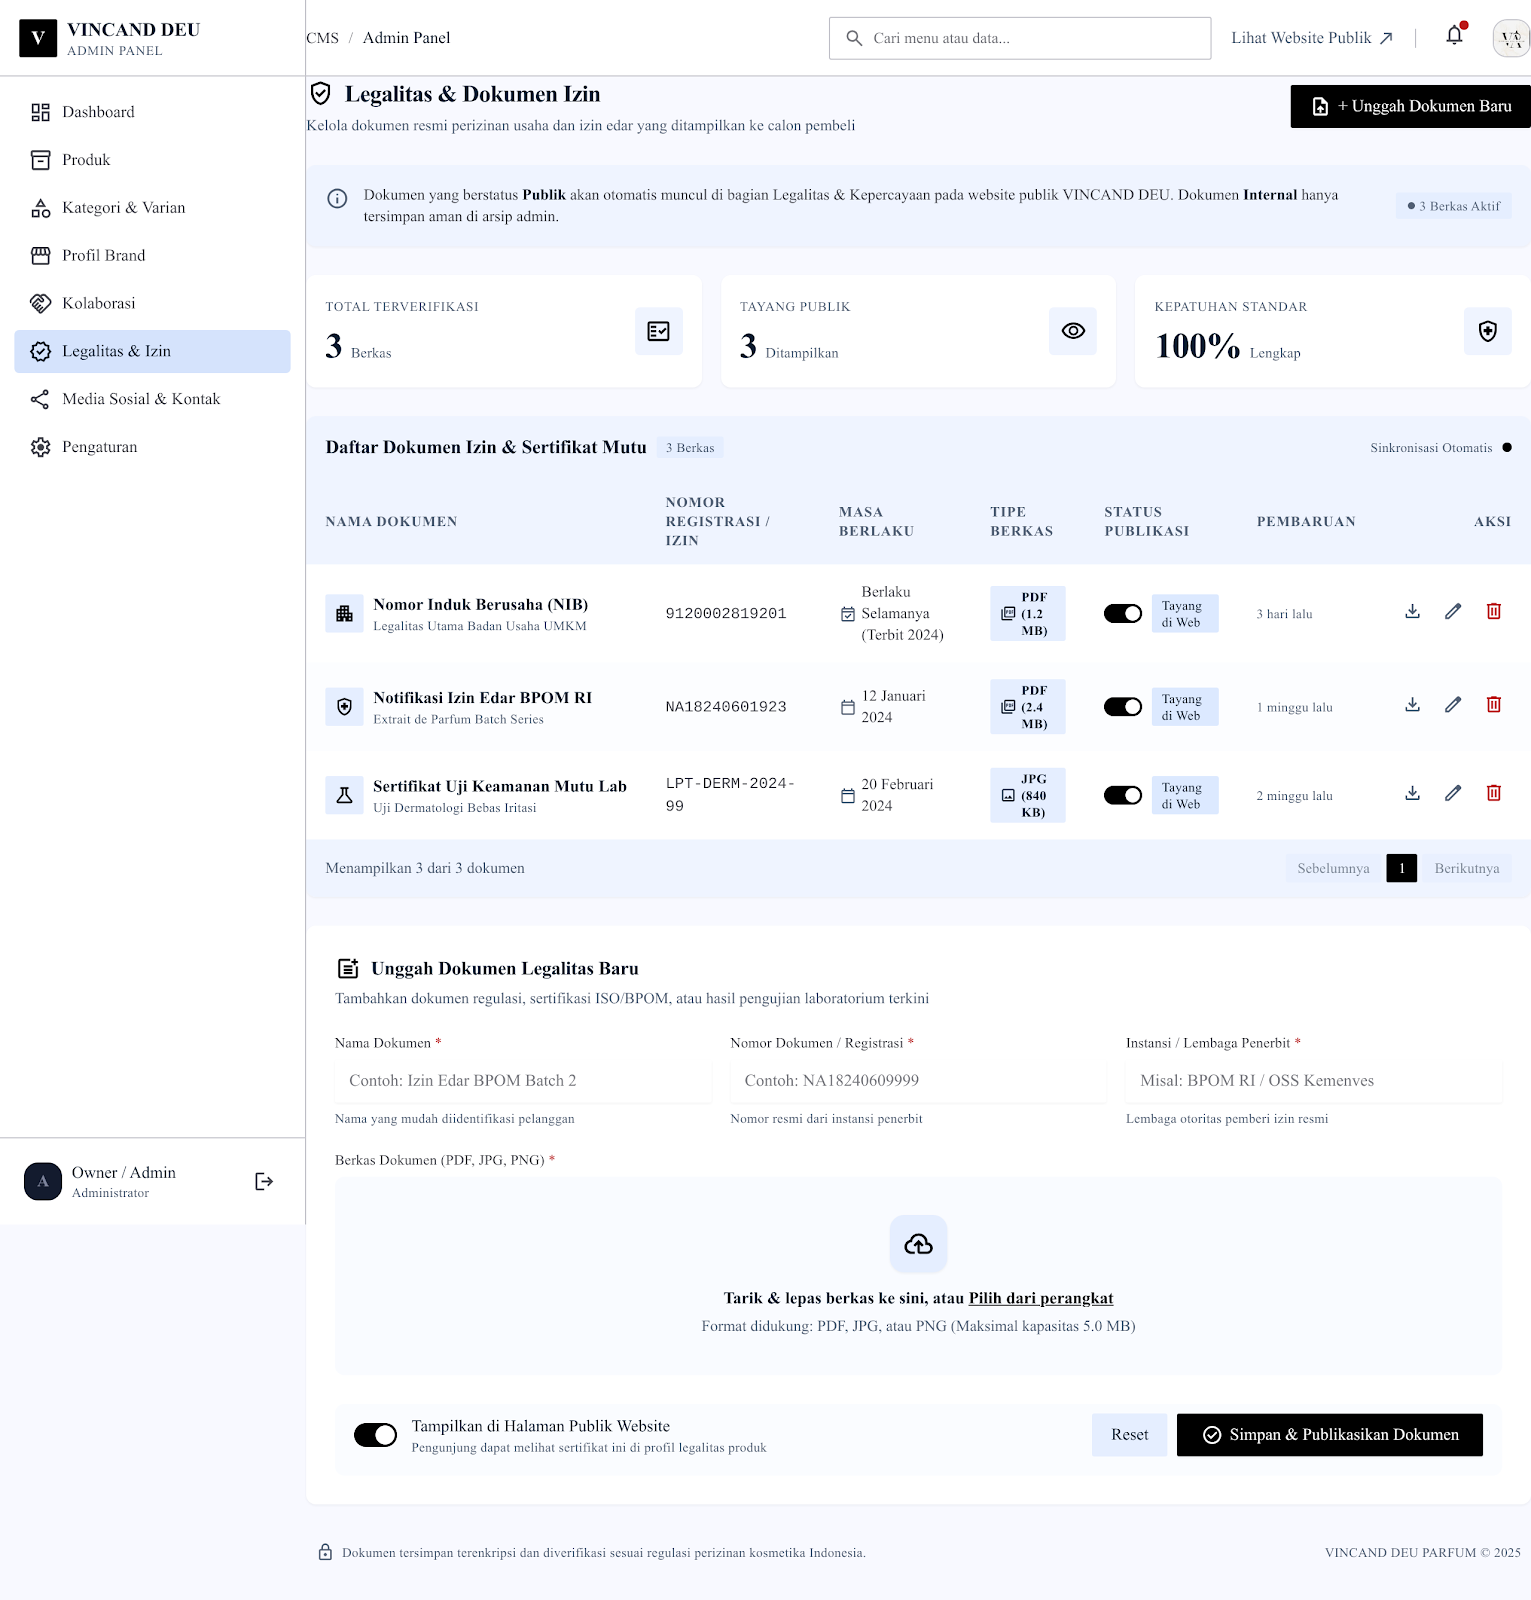 V
VINCAND DEU
ADMIN PANEL
CMS / Admin Panel
Cari menu atau data...
Lihat Website Publik
Dashboard
Produk
Kategori & Varian
Profil Brand
Kolaborasi
Legalitas & Izin
Media Sosial & Kontak
Pengaturan
Owner / Admin
A
Administrator
Legalitas & Dokumen Izin
Kelola dokumen resmi perizinan usaha dan izin edar yang ditampilkan ke calon pembeli
+ Unggah Dokumen Baru
Dokumen yang berstatus Publik akan otomatis muncul di bagian Legalitas & Kepercayaan pada website publik VINCAND DEU. Dokumen Internal hanya
tersimpan aman di arsip admin.
3 Berkas Aktif
TOTAL TERVERIFIKASI
3 Berkas
TAYANG PUBLIK
3 Ditampilkan
KEPATUHAN STANDAR
100% Lengkap
Daftar Dokumen Izin & Sertifikat Mutu
3 Berkas
Sinkronisasi Otomatis
NAMA DOKUMEN
NOMOR
REGISTRASI /
IZIN
MASA
BERLAKU
TIPE
BERKAS
STATUS
PUBLIKASI
PEMBARUAN
AKSI
Nomor Induk Berusaha (NIB)
Legalitas Utama Badan Usaha UMKM
9120002819201
Berlaku
Selamanya
(Terbit 2024)
PDF
(1.2
MB)
Tayang
di Web
3 hari lalu
Notifikasi Izin Edar BPOM RI
Extrait de Parfum Batch Series
NA18240601923
12 Januari
2024
PDF
(2.4
MB)
Tayang
di Web
1 minggu lalu
Sertifikat Uji Keamanan Mutu Lab
Uji Dermatologi Bebas Iritasi
LPT-DERM-2024-
99
20 Februari
2024
JPG
(840
KB)
Tayang
di Web
2 minggu lalu
Menampilkan 3 dari 3 dokumen
Sebelumnya
1
Berikutnya
Unggah Dokumen Legalitas Baru
Tambahkan dokumen regulasi, sertifikasi ISO/BPOM, atau hasil pengujian laboratorium terkini
Nama Dokumen *
Contoh: Izin Edar BPOM Batch 2
Nama yang mudah diidentifikasi pelanggan
Nomor Dokumen / Registrasi *
Contoh: NA18240609999
Nomor resmi dari instansi penerbit
Instansi / Lembaga Penerbit *
Misal: BPOM RI / OSS Kemenves
Lembaga otoritas pemberi izin resmi
Berkas Dokumen (PDF, JPG, PNG) *
Tarik & lepas berkas ke sini, atau Pilih dari perangkat
Format didukung: PDF, JPG, atau PNG (Maksimal kapasitas 5.0 MB)
Tampilkan di Halaman Publik Website
Pengunjung dapat melihat sertifikat ini di profil legalitas produk
Reset
Simpan & Publikasikan Dokumen
Dokumen tersimpan terenkripsi dan diverifikasi sesuai regulasi perizinan kosmetika Indonesia.
VINCAND DEU PARFUM © 2025